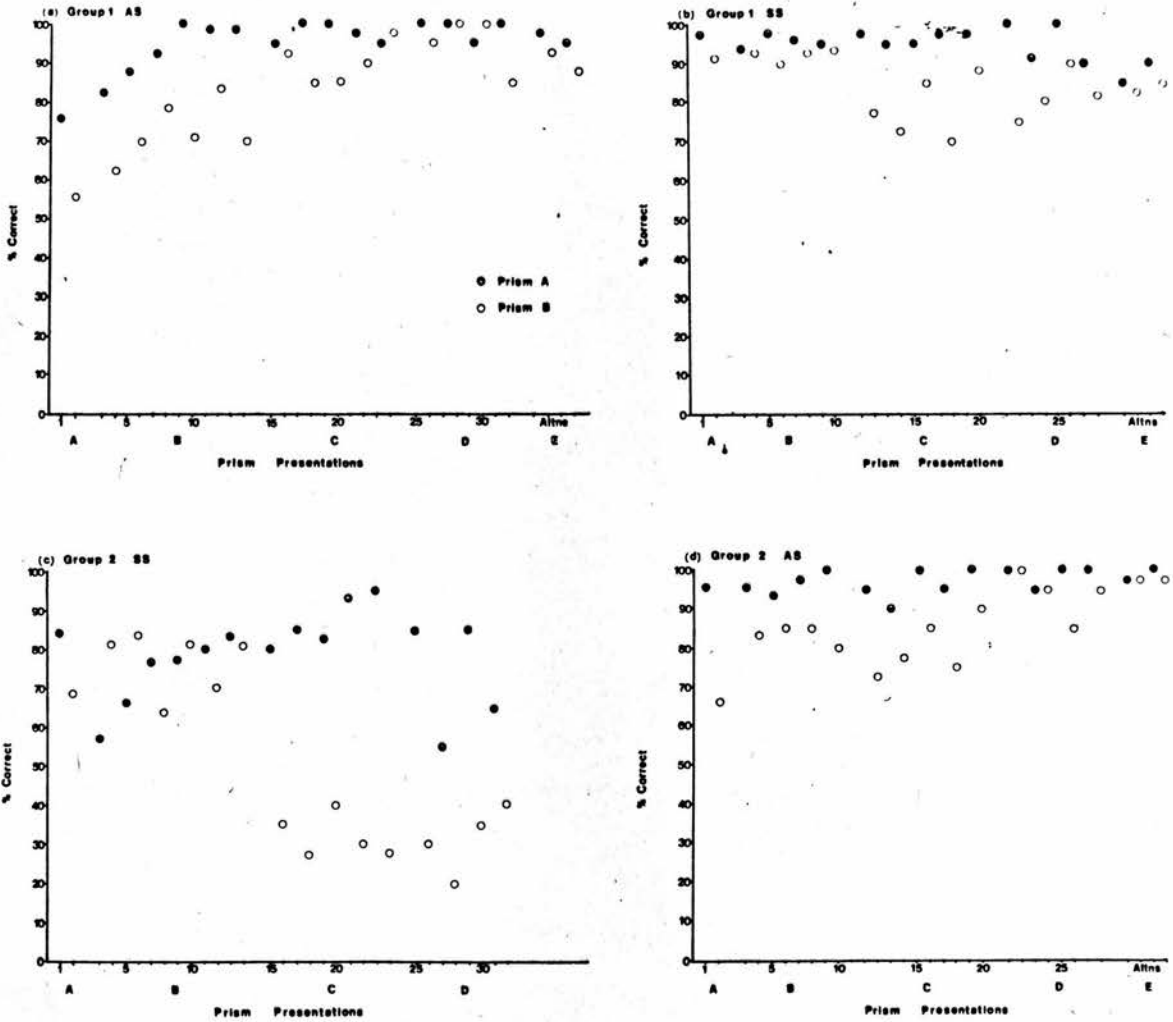 (a) Group 1 AS
100
90
80
70
60
50
40
30
20
10
0
% Correct
Prism A
Prism B
1 5 10 15 20 25 30 Altns
A B C D E
Prism Presentations
(b) Group 1 SS
100
90
80
70
60
50
40
30
20
10
0
% Correct
1 5 10 15 20 25 Altns
A B C D E
Prism Presentations
(c) Group 2 SS
100
90
80
70
60
50
40
30
20
10
0
% Correct
1 5 10 15 20 25 30
A B C D
Prism Presentations
(d) Group 2 AS
100
90
80
70
60
50
40
30
20
10
0
% Correct
1 5 10 15 20 25 Altns
A B C D E
Prism Presentations